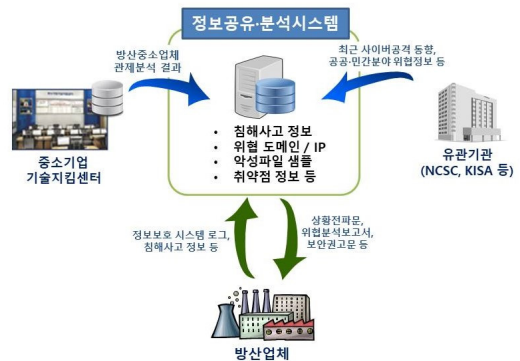 정보공유·분석시스템
방산중소업체
관제분석 결과
최근 사이버공격 동향,
공공·민간분야 위협정보 등
• 침해사고 정보
• 위협 도메인 / IP
• 악성파일 샘플
• 취약점 정보 등
중소기업
기술지킴센터
유관기관
(NCSC, KISA 등)
정보보호 시스템 로그,
침해사고 정보 등
상황전파문,
위협분석보고서,
보안권고문 등
방산업체